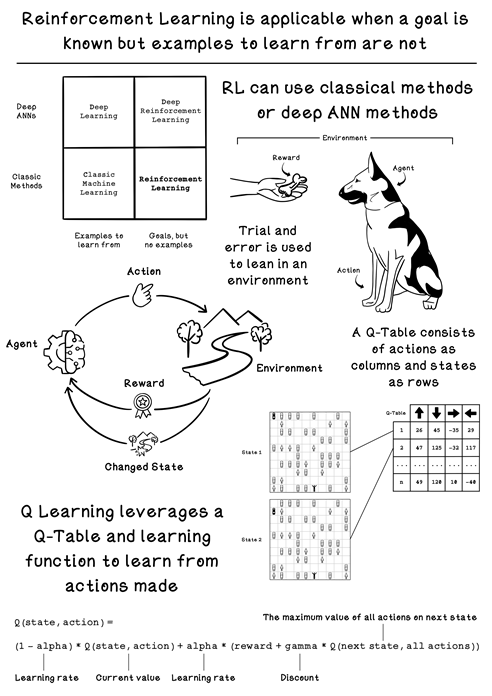 Reinforcement Learning is applicable when a goal is
known but examples to learn from are not
Deep
ANNs
Deep
Learning
Deep
Reinforcement
Learning
Classic
Methods
Classic
Machine
Learning
Reinforcement
Learning
Examples to
learn from
Goals, but
no examples
RL can use classical methods
or deep ANN methods
Environment
Reward
Agent
Action
Trial and
error is used
to lean in an
environment
Action
Agent
Environment
Reward
Changed State
A Q-Table consists
of actions as
columns and states
as rows
Q-Table
1 26 45 -35 29
2 47 125 -32 117
.... .... .... .... ....
n 49 120 10 -40
State 1
State 2
Q Learning leverages a
Q-Table and learning
function to learn from
actions made
Q(state, action) =
The maximum value of all actions on next state
(1 - alpha) * Q(state, action) + alpha * (reward + gamma * Q(next state, all actions))
Learning rate
Current value
Learning rate
Discount